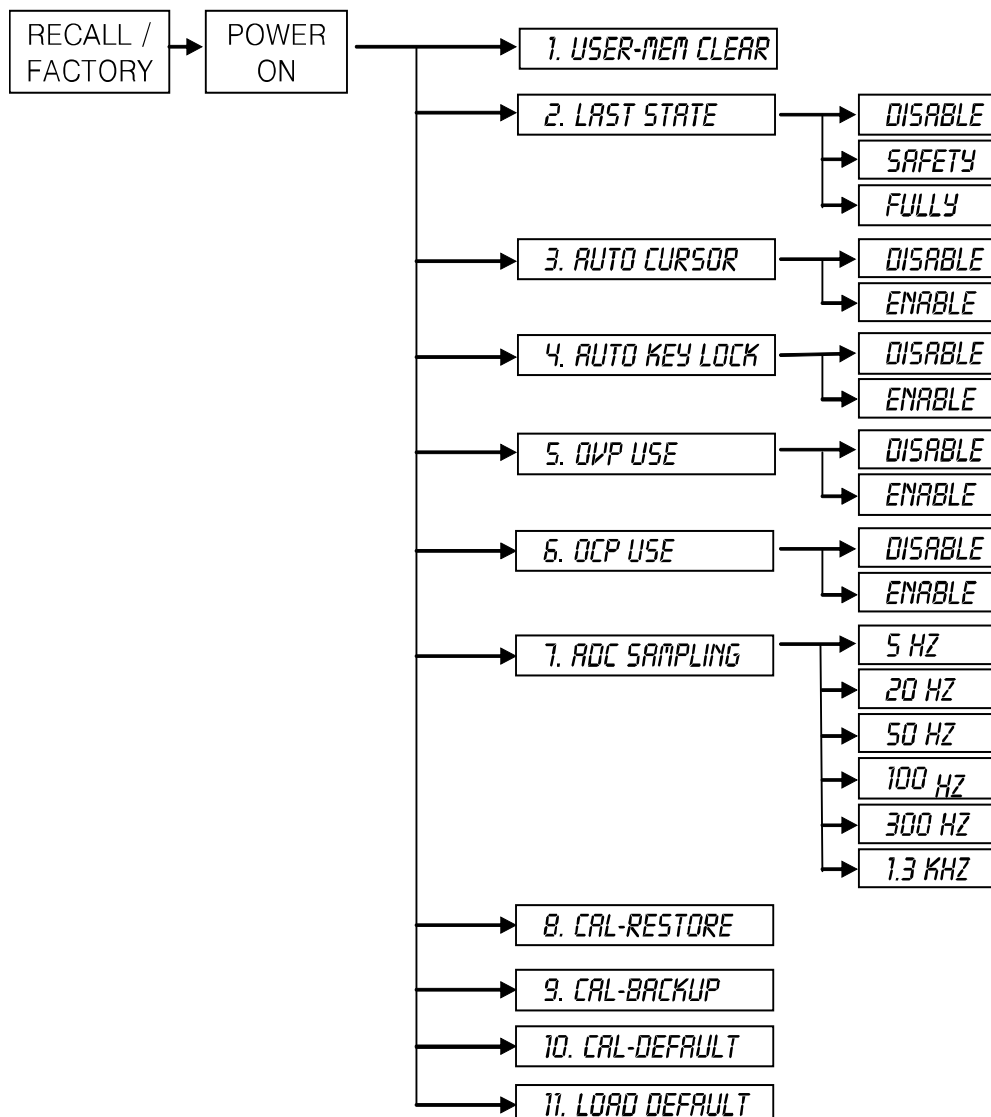 RECALL /
FACTORY
POWER
ON
1. USER-MEM CLEAR
2. LAST STATE
DISABLE
SAFETY
FULLY
3. AUTO CURSOR
DISABLE
ENABLE
4. AUTO KEY LOCK
DISABLE
ENABLE
5. OVP USE
DISABLE
ENABLE
6. OCP USE
DISABLE
ENABLE
7. ADC SAMPLING
5 HZ
20 HZ
50 HZ
100 HZ
300 HZ
1.3 KHZ
8. CAL-RESTORE
9. CAL-BACKUP
10. CAL-DEFAULT
11. LOAD DEFAULT